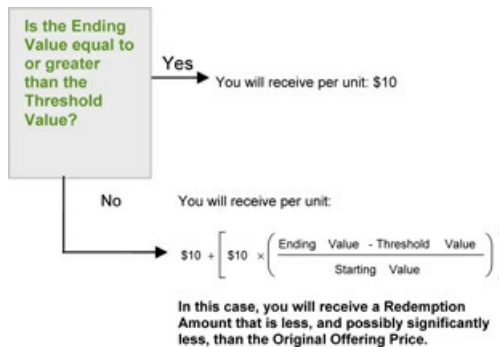 Is the Ending
Value equal to
or greater
than the
Threshold
Value?
Yes
You will receive per unit: $10
No
You will receive per unit:
$10 + [ $10 × ( Ending Value - Threshold Value
Starting Value )
In this case, you will receive a Redemption
Amount that is less, and possibly significantly
less, than the Original Offering Price.